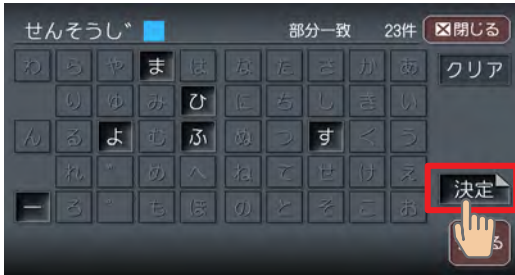 せんそうし゛ 部分一致 23件 ☒閉じる
わ ら や ま は な た さ か あ クリア
り ゆ み ひ に ち し き い
ん る よ む ふ ぬ つ す く う
れ ゛ め へ ね て せ け え
決定
ー ろ ゜ も ほ の と そ こ お
る